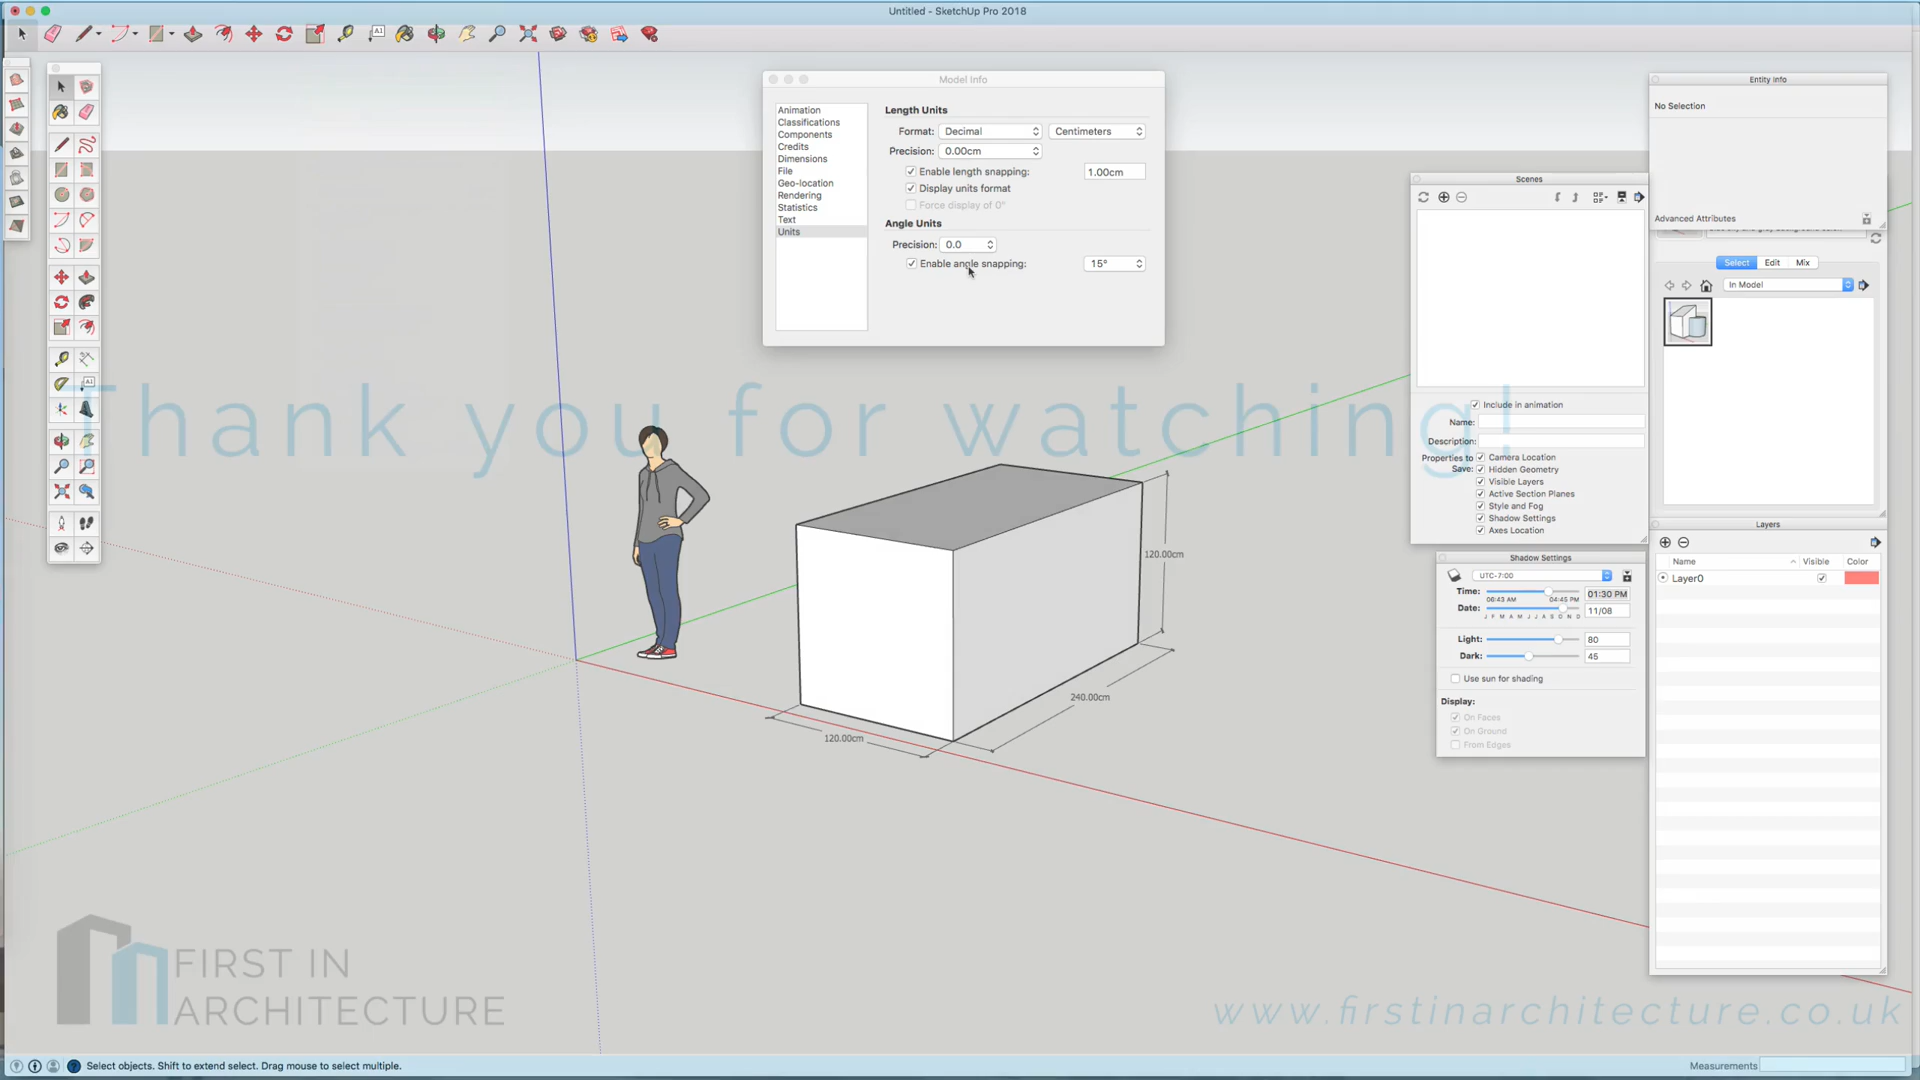 Untitled - SketchUp Pro 2018
A1
Model Info
Animation
Classifications
Components
Credits
Dimensions
File
Geo-location
Rendering
Statistics
Text
Units
Length Units
Format: Decimal Centimeters
Precision: 0.00cm
Enable length snapping: 1.00cm
Display units format
Force display of 0"
Angle Units
Precision: 0.0
Enable angle snapping: 15°
Entity Info
No Selection
Advanced Attributes
Select Edit Mix
In Model
Scenes
Include in animation
Name:
Description:
Properties to Save:
Camera Location
Hidden Geometry
Visible Layers
Active Section Planes
Style and Fog
Shadow Settings
Axes Location
Shadow Settings
UTC-7:00
Time: 01:30 PM
06:43 AM 04:45 PM
Date: 11/08
J F M A M J J A S O N D
Light: 80
Dark: 45
Use sun for shading
Display:
On Faces
On Ground
From Edges
Layers
Name Visible Color
Layer0
A1
Thank you for watching!
120.00cm
240.00cm
120.00cm
FIRST IN
ARCHITECTURE
www.firstinarchitecture.co.uk
Select objects. Shift to extend select. Drag mouse to select multiple.
Measurements